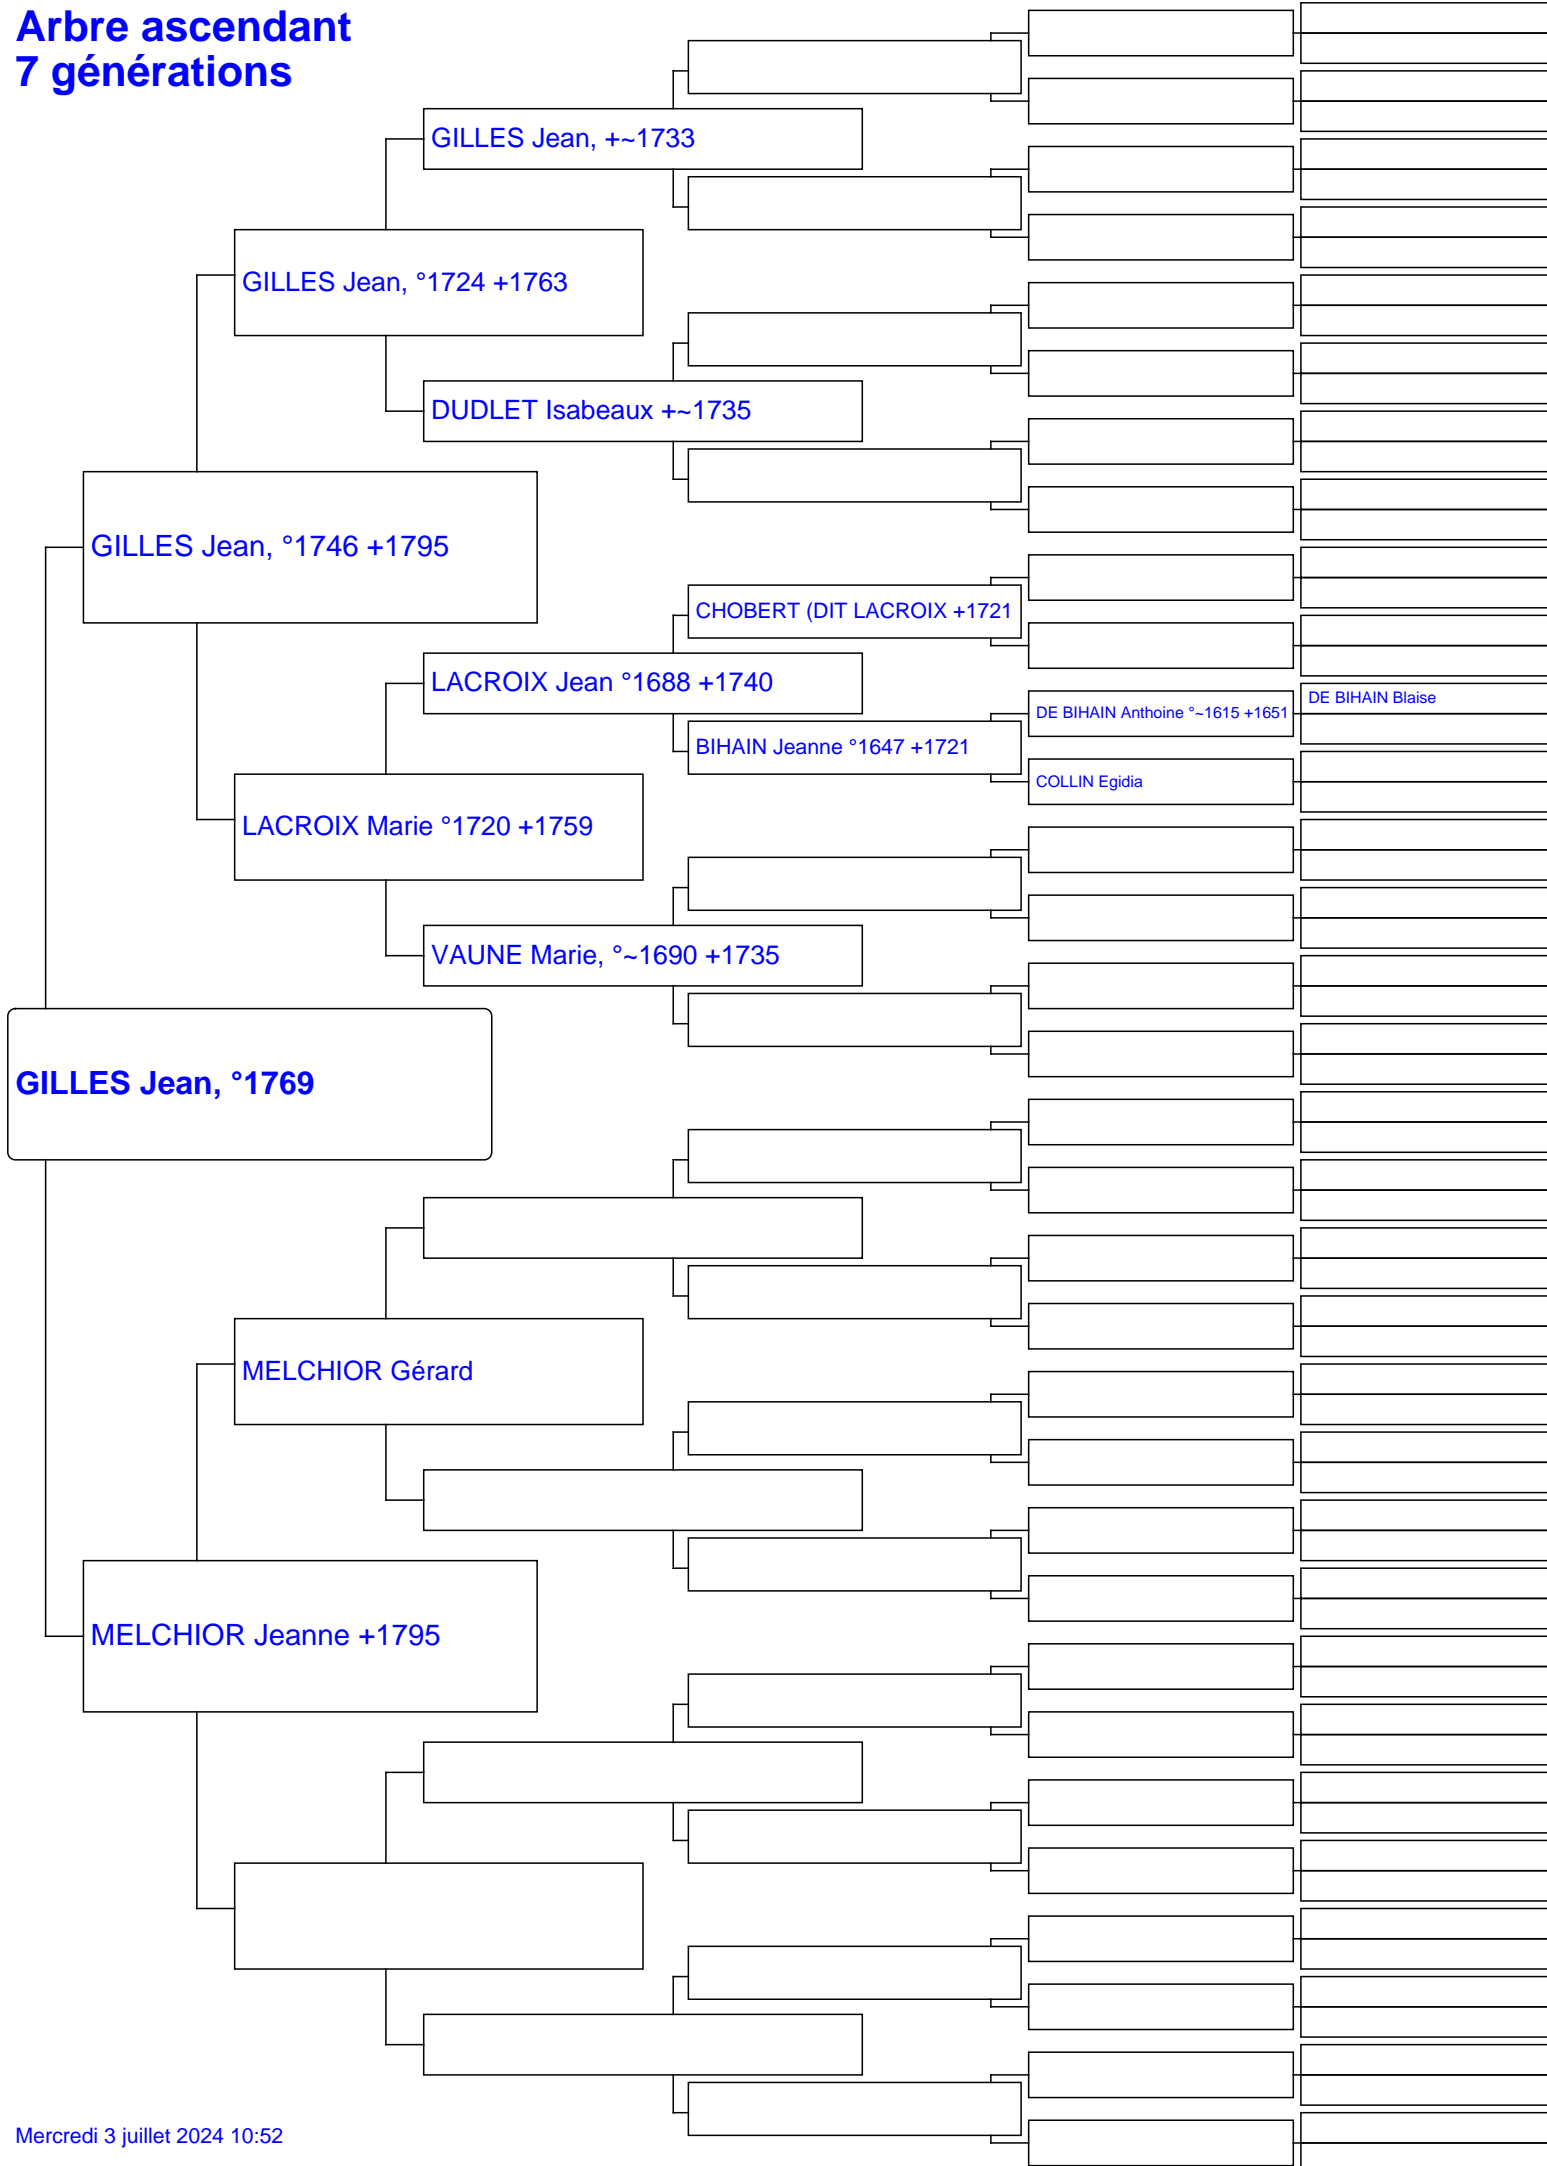 Arbre ascendant
7 générations
GILLES Jean, +~1733
GILLES Jean, °1724 +1763
DUDLET Isabeaux +~1735
GILLES Jean, °1746 +1795
CHOBERT (DIT LACROIX +1721
LACROIX Jean °1688 +1740
DE BIHAIN Anthoine °~1615 +1651
DE BIHAIN Blaise
BIHAIN Jeanne °1647 +1721
COLLIN Egidia
LACROIX Marie °1720 +1759
VAUNE Marie, °~1690 +1735
GILLES Jean, °1769
MELCHIOR Gérard
MELCHIOR Jeanne +1795
Mercredi 3 juillet 2024 10:52